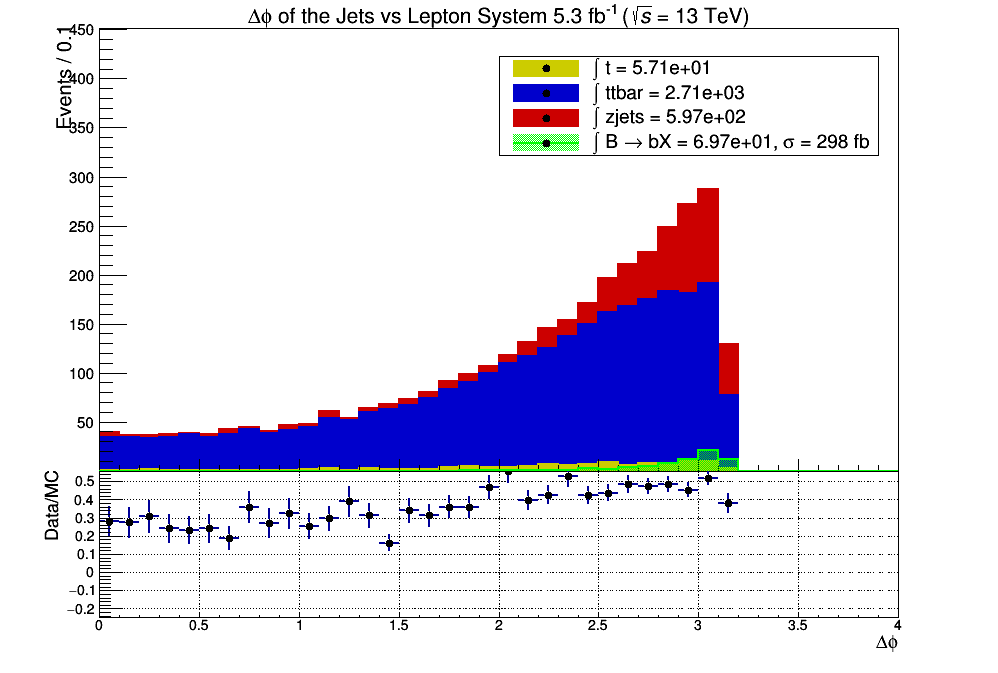 Δϕ of the Jets vs Lepton System 5.3 fb⁻¹ (√s = 13 TeV)
Events / 0.1
450
400
350
300
250
200
150
100
50
∫ t = 5.71e+01
∫ ttbar = 2.71e+03
∫ zjets = 5.97e+02
∫ B → bX = 6.97e+01, σ = 298 fb
Data/MC
0.5
0.4
0.3
0.2
0.1
0
−0.1
−0.2
0 0.5 1 1.5 2 2.5 3 3.5 4
Δϕ